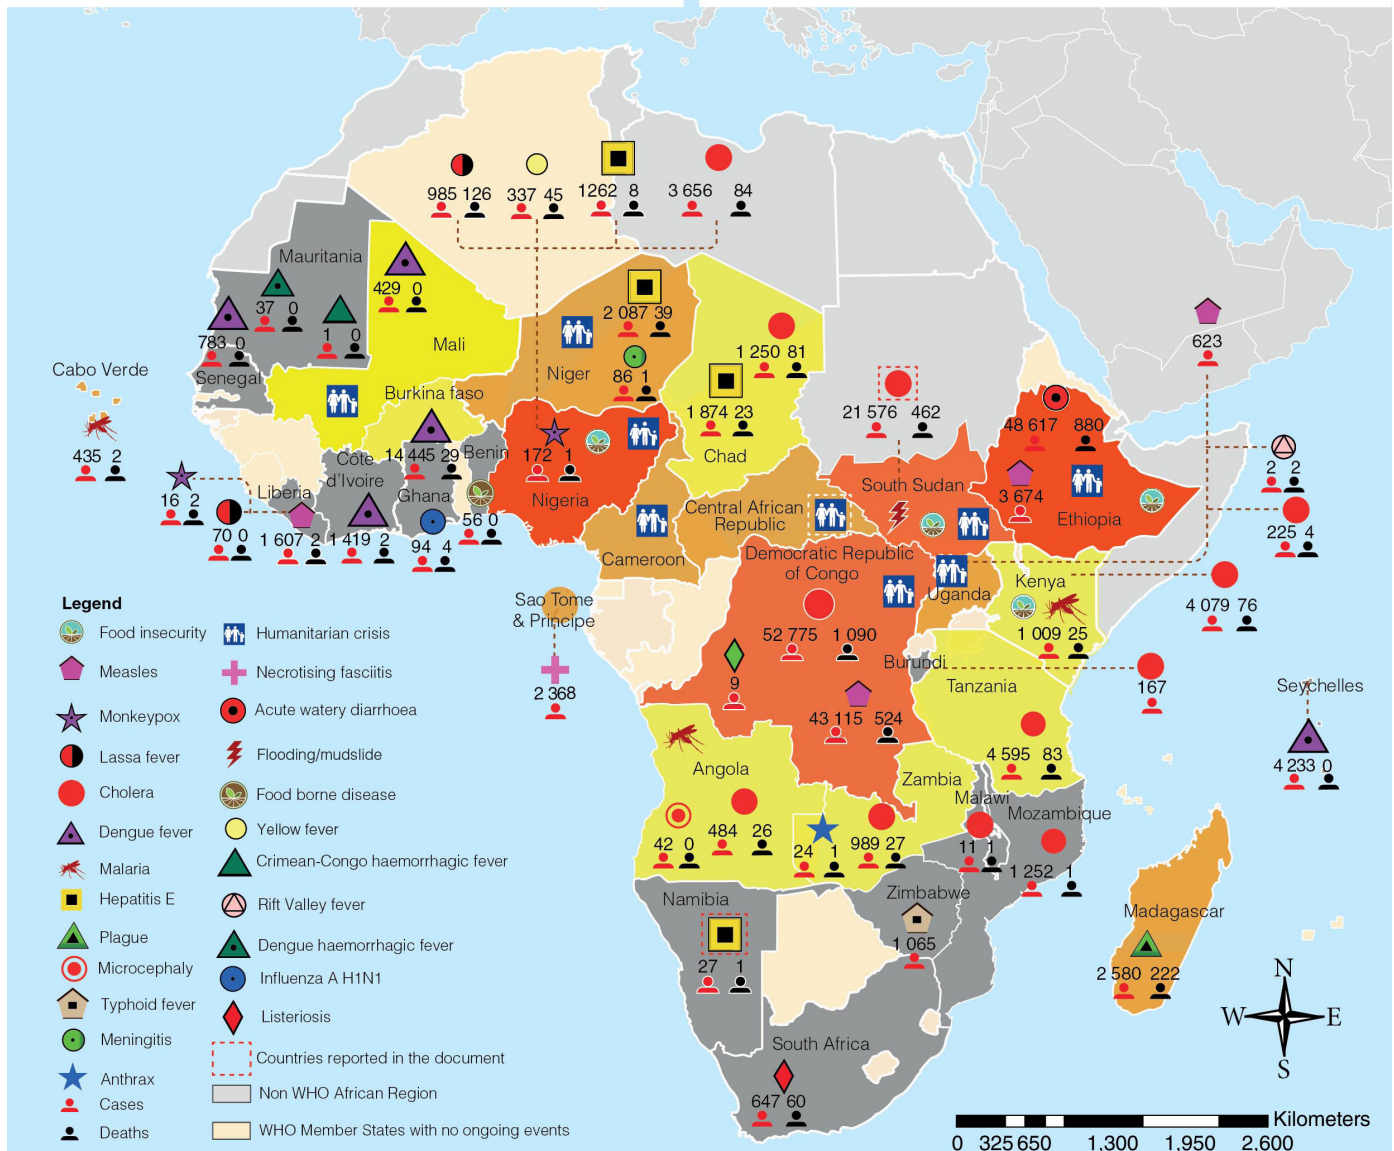 985 126
337 45
1262 8
3 656 84
Mauritania
37 0
1 0
429 0
783 0
Senegal
Mali
2 087 39
Niger
86 1
1 250 81
1 874 23
Chad
623
Cabo Verde
435 2
Burkina faso
14 445 29
Benin
172 1
Nigeria
21 576 462
48 617 880
3 674
Ethiopia
2 2
225 4
16 2
Liberia
Côte
d'Ivoire
Ghana
70 0
1 607 2
1 419 2
94 4
56 0
Cameroon
Central African
Republic
South Sudan
Democratic Republic
of Congo
Uganda
Kenya
4 079 76
1 009 25
Sao Tome
& Principe
2 368
52 775 1 090
9
43 115 524
Burundi
167
Tanzania
4 595 83
Seychelles
4 233 0
Angola
42 0
484 26
Zambia
24 1
989 27
Malawi
11 1
Mozambique
1 252 1
Namibia
27 1
Zimbabwe
1 065
Madagascar
2 580 222
South Africa
647 60
Legend
Food insecurity
Measles
Monkeypox
Lassa fever
Cholera
Dengue fever
Malaria
Hepatitis E
Plague
Microcephaly
Typhoid fever
Meningitis
Anthrax
Cases
Deaths
Humanitarian crisis
Necrotising fasciitis
Acute watery diarrhoea
Flooding/mudslide
Food borne disease
Yellow fever
Crimean-Congo haemorrhagic fever
Rift Valley fever
Dengue haemorrhagic fever
Influenza A H1N1
Listeriosis
Countries reported in the document
Non WHO African Region
WHO Member States with no ongoing events
N
W E
S
Kilometers
0 325 650 1,300 1,950 2,600